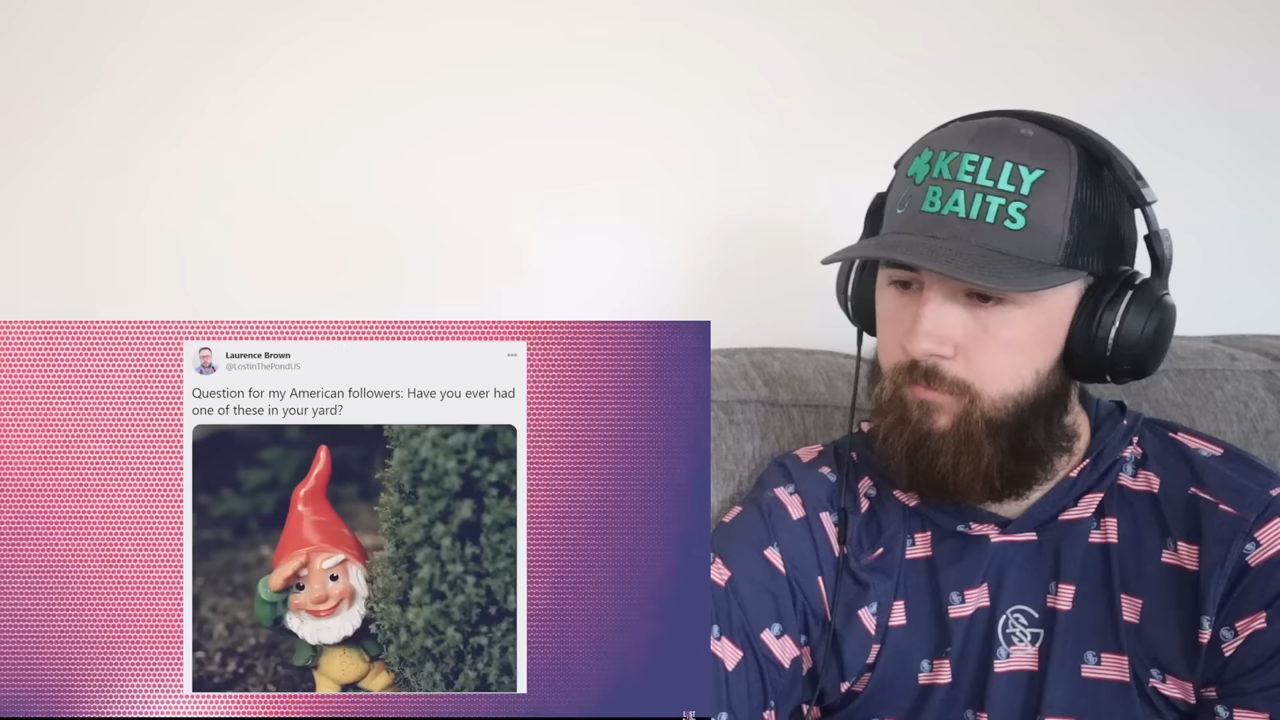 KELLY
BAITS
Laurence Brown
@LostInThePondUS
Question for my American followers: Have you ever had
one of these in your yard?
LOST